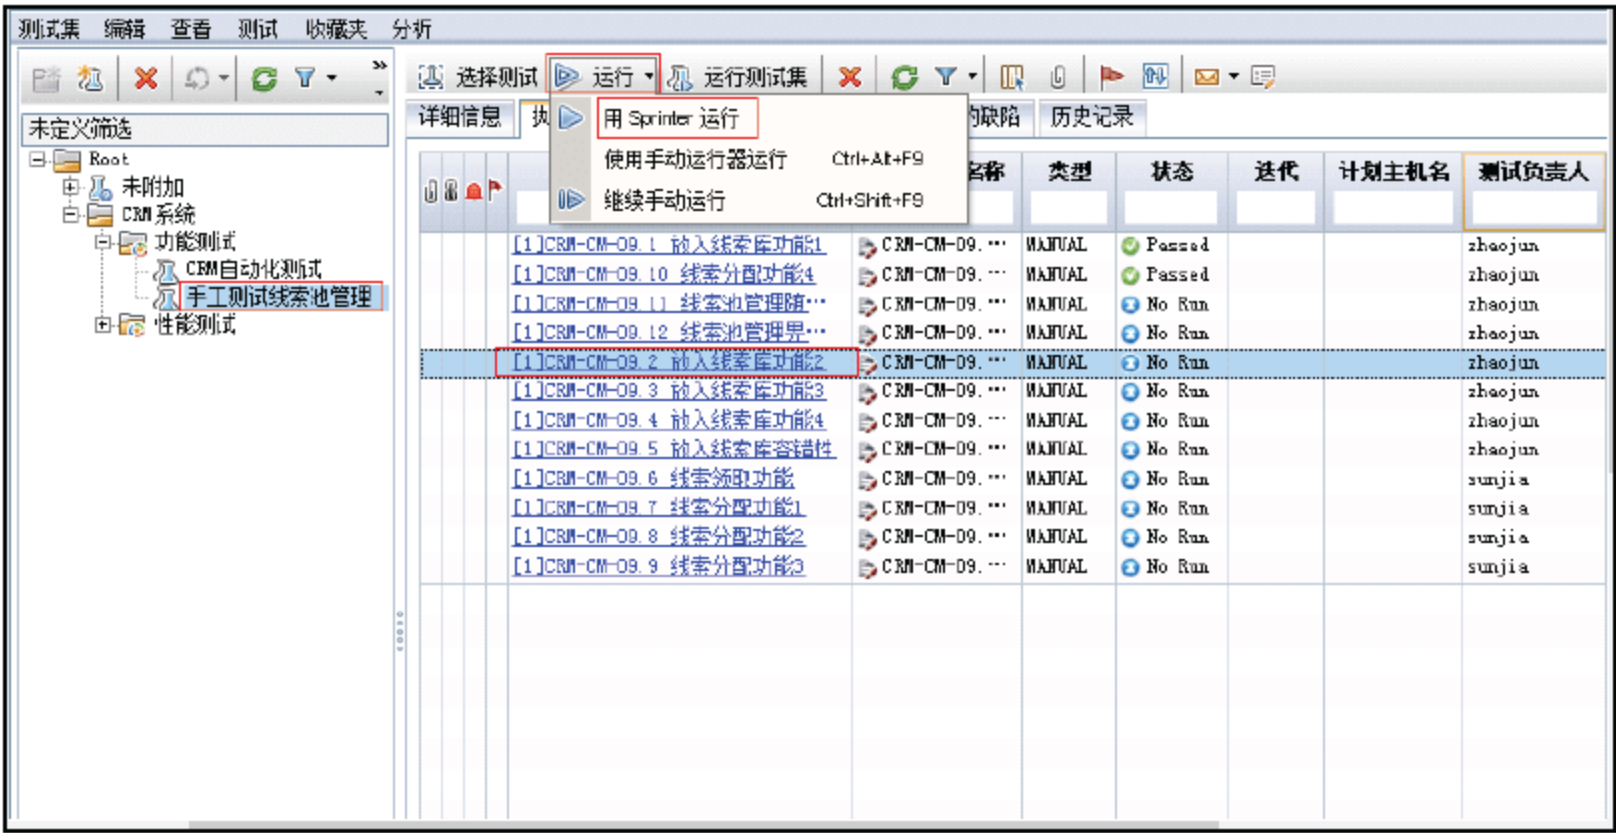 测试集 编辑 查看 测试 收藏夹 分析
选择测试 运行 运行测试集
未定义筛选
Root
未附加
CRM系统
功能测试
CRM自动化测试
手工测试线索池管理
性能测试
详细信息 执 的缺陷 历史记录
用 Sprinter 运行
使用手动运行器运行 Ctrl+Alt+F9
继续手动运行 Ctrl+Shift+F9
名称 类型 状态 迭代 计划主机名 测试负责人
[1]CRM-CM-09.1 放入线索库功能1 CRM-CM-09.... MANUAL Passed zhaojun
[1]CRM-CM-09.10 线索分配功能4 CRM-CM-09.... MANUAL Passed zhaojun
[1]CRM-CM-09.11 线索池管理随... CRM-CM-09.... MANUAL No Run zhaojun
[1]CRM-CM-09.12 线索池管理界... CRM-CM-09.... MANUAL No Run zhaojun
[1]CRM-CM-09.2 放入线索库功能2 CRM-CM-09.... MANUAL No Run zhaojun
[1]CRM-CM-09.3 放入线索库功能3 CRM-CM-09.... MANUAL No Run zhaojun
[1]CRM-CM-09.4 放入线索库功能4 CRM-CM-09.... MANUAL No Run zhaojun
[1]CRM-CM-09.5 放入线索库容错性 CRM-CM-09.... MANUAL No Run zhaojun
[1]CRM-CM-09.6 线索领取功能 CRM-CM-09.... MANUAL No Run sunjia
[1]CRM-CM-09.7 线索分配功能1 CRM-CM-09.... MANUAL No Run sunjia
[1]CRM-CM-09.8 线索分配功能2 CRM-CM-09.... MANUAL No Run sunjia
[1]CRM-CM-09.9 线索分配功能3 CRM-CM-09.... MANUAL No Run sunjia